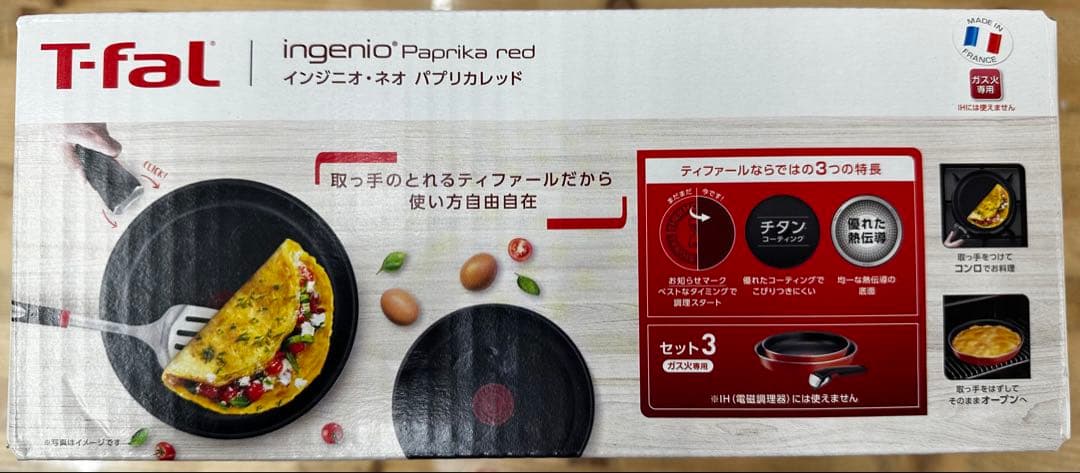 T-fal
ingenio® Paprika red
インジニオ・ネオ パプリカレッド
MADE IN
FRANCE
ガス火
専用
IHには使えません
CLICK!
取っ手のとれるティファールだから
使い方自由自在
ティファールならではの3つの特長
まだまだ
今です!
お知らせマーク
ベストなタイミングで
調理スタート
チタン
コーティング
優れたコーティングで
こびりつきにくい
優れた
熱伝導
均一な熱伝導の
底面
セット3
ガス火専用
※IH(電磁調理器)には使えません
取っ手をつけて
コンロでお料理
取っ手をはずして
そのままオーブンへ
※写真はイメージです